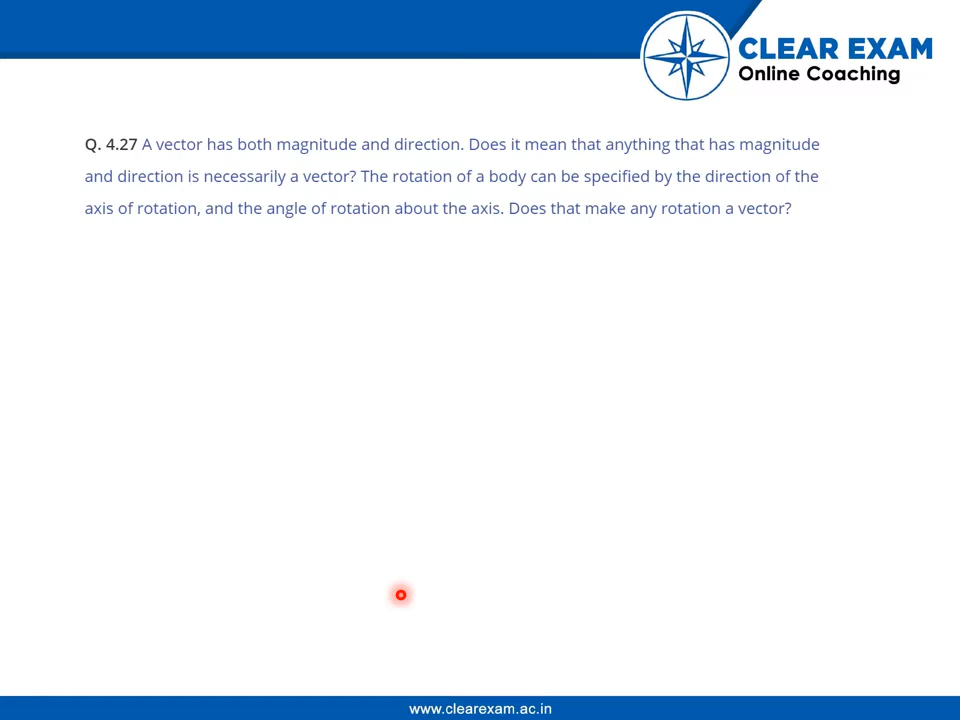 CLEAR EXAM
Online Coaching
Q. 4.27 A vector has both magnitude and direction. Does it mean that anything that has magnitude
and direction is necessarily a vector? The rotation of a body can be specified by the direction of the
axis of rotation, and the angle of rotation about the axis. Does that make any rotation a vector?
www.clearexam.ac.in